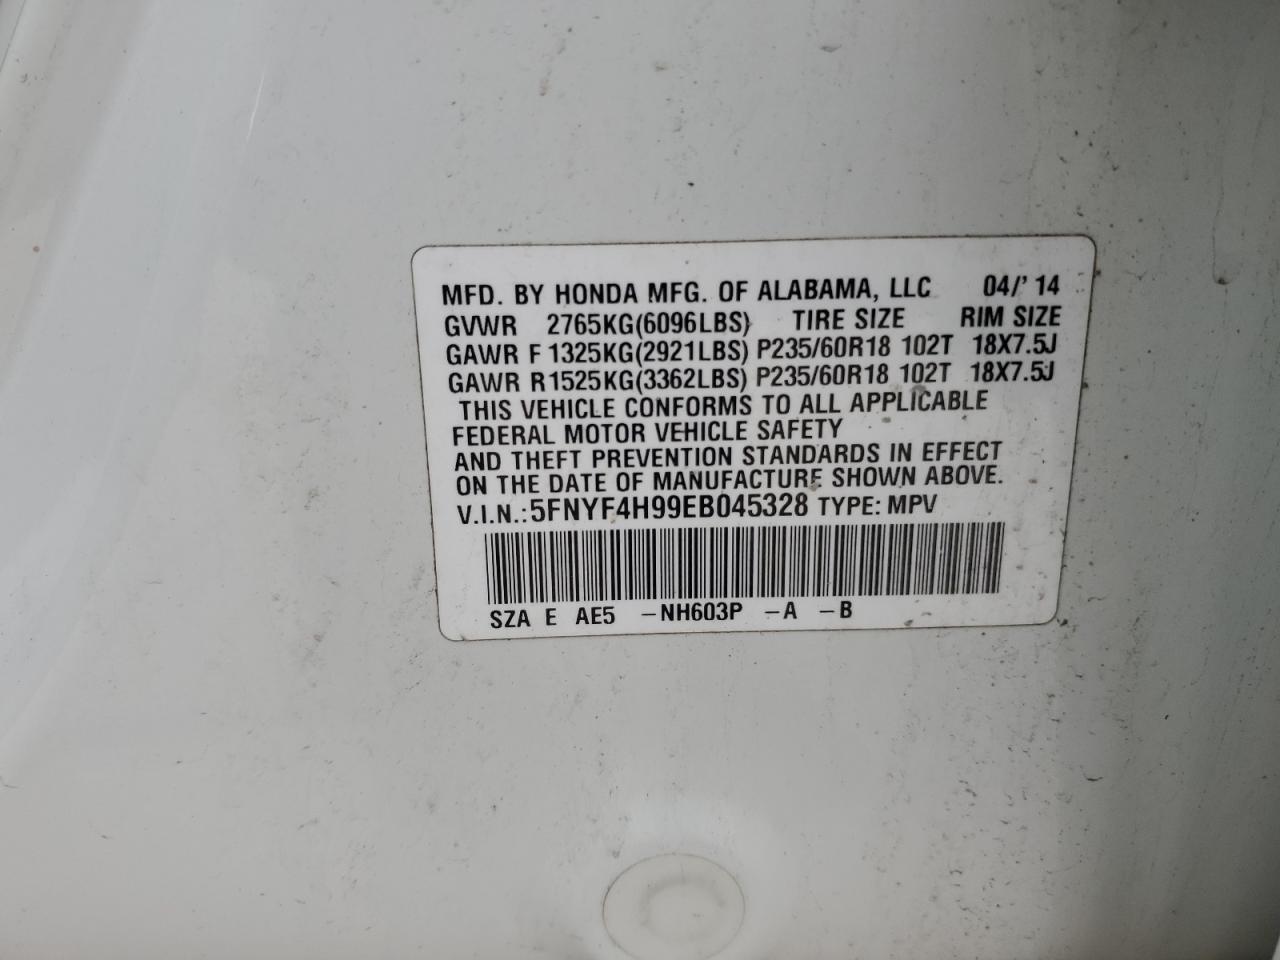 MFD. BY HONDA MFG. OF ALABAMA, LLC 04/' 14
GVWR 2765KG(6096LBS) TIRE SIZE RIM SIZE
GAWR F 1325KG(2921LBS) P235/60R18 102T 18X7.5J
GAWR R1525KG(3362LBS) P235/60R18 102T 18X7.5J
THIS VEHICLE CONFORMS TO ALL APPLICABLE
FEDERAL MOTOR VEHICLE SAFETY
AND THEFT PREVENTION STANDARDS IN EFFECT
ON THE DATE OF MANUFACTURE SHOWN ABOVE.
V.I.N.:5FNYF4H99EB045328 TYPE: MPV
SZA E AE5 -NH603P -A -B